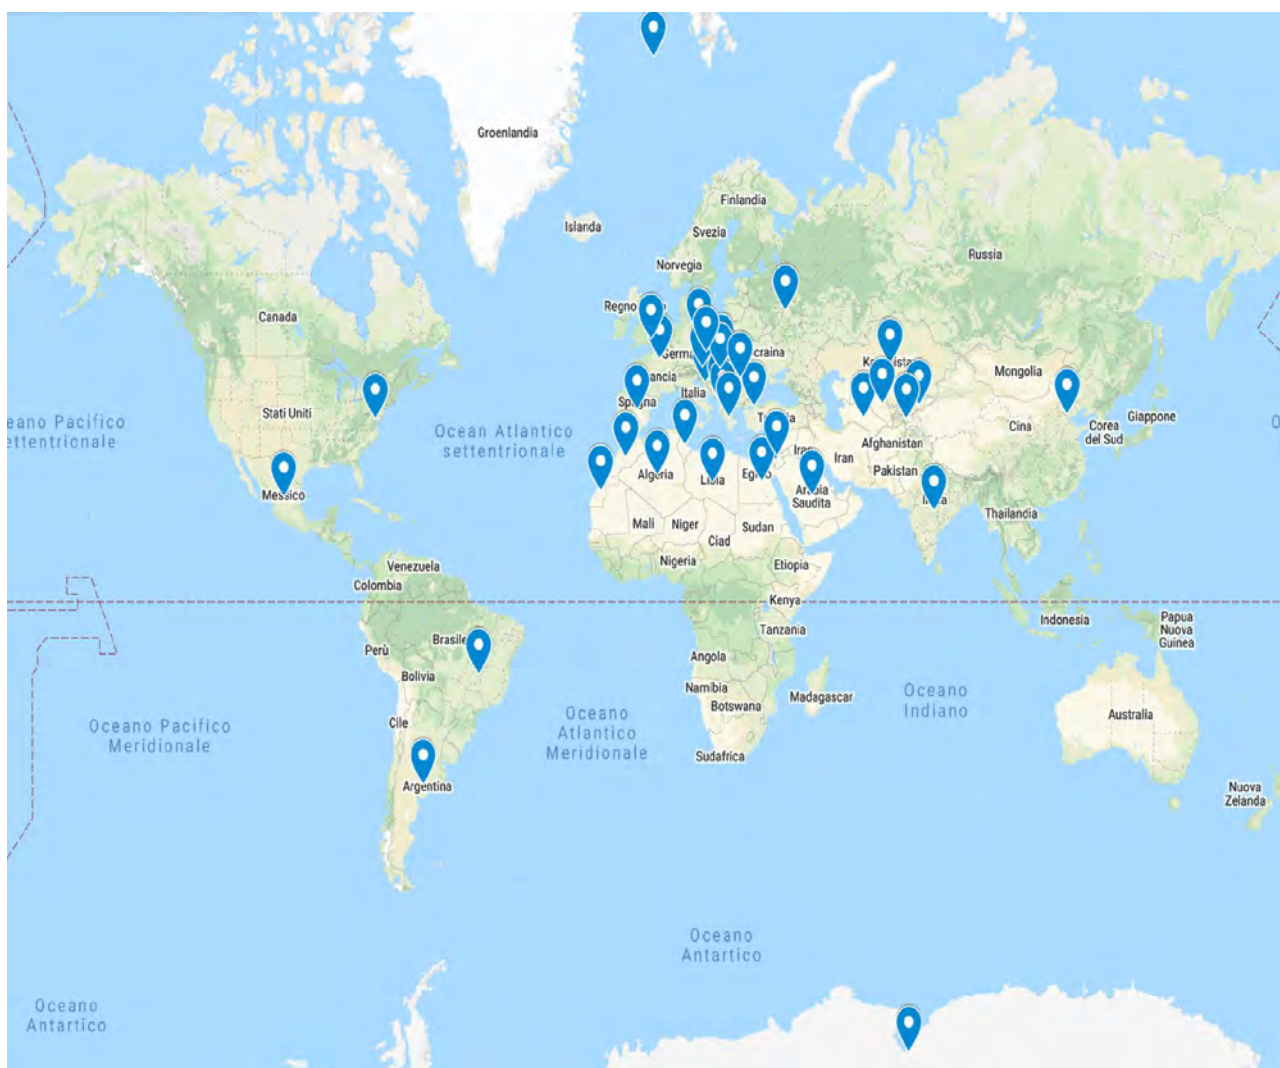 Groenlandia
Finlandia
Islanda
Svezia
Russia
Norvegia
Regno
Canada
Germa
craina
Mongolia
ancia
Italia
Stati Uniti
Giappone
eano Pacifico
ettentrionale
Ocean Atlantico
settentrionale
Cina
Corea
del Sud
Afghanistan
Iran
Pakistan
Algeria
Libia
Messico
Arabia
Saudita
Thailandia
Mali
Niger
Sudan
Ciad
Nigeria
Etiopia
Venezuela
Colombia
Kenya
Indonesia
Papua
Nuova
Guinea
Tanzania
Brasile
Perù
Angola
Bolivia
Namibia
Botswana
Madagascar
Oceano
Indiano
Australia
Oceano Pacifico
Meridionale
Cile
Oceano
Atlantico
Meridionale
Sudafrica
Argentina
Nuova
Zelanda
Oceano
Antartico
Oceano
Antartico